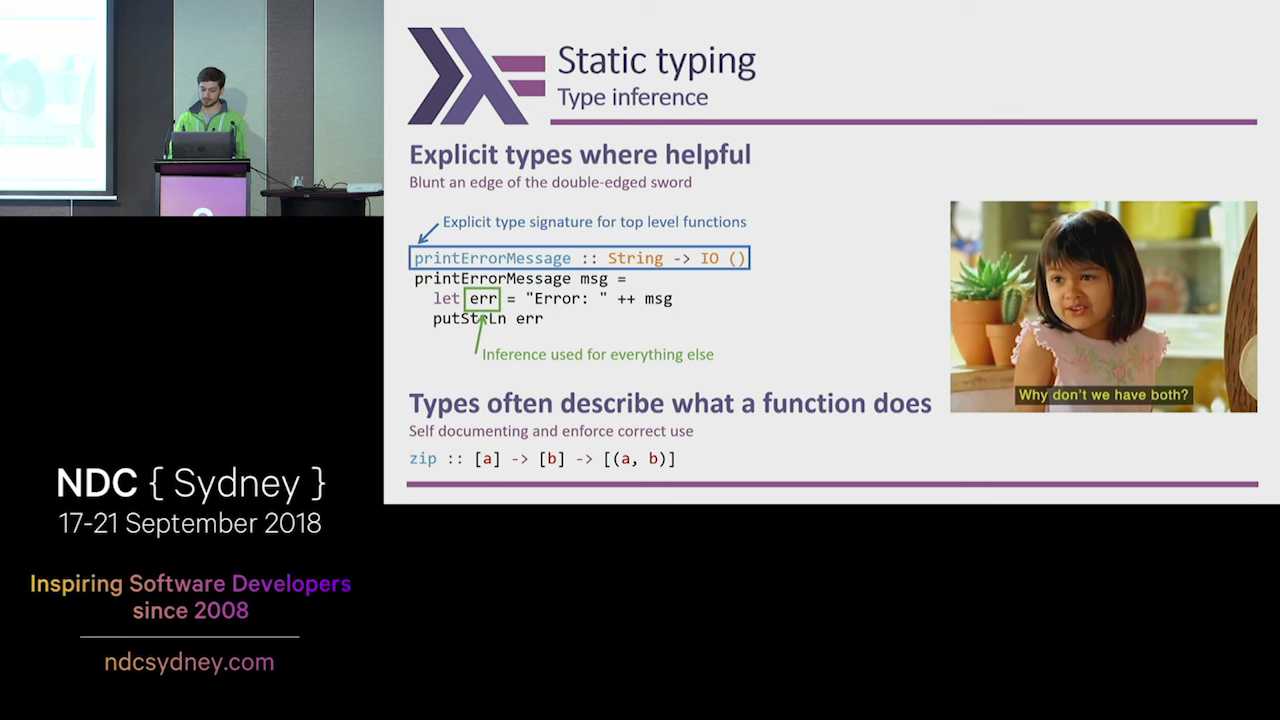 Static typing
Type inference
Explicit types where helpful
Blunt an edge of the double-edged sword
Explicit type signature for top level functions
printErrorMessage :: String -> IO ()
printErrorMessage msg =
let err = "Error: " ++ msg
putStrLn err
Inference used for everything else
Why don't we have both?
Types often describe what a function does
Self documenting and enforce correct use
zip :: [a] -> [b] -> [(a, b)]
NDC { Sydney }
17-21 September 2018
Inspiring Software Developers
since 2008
ndcsydney.com